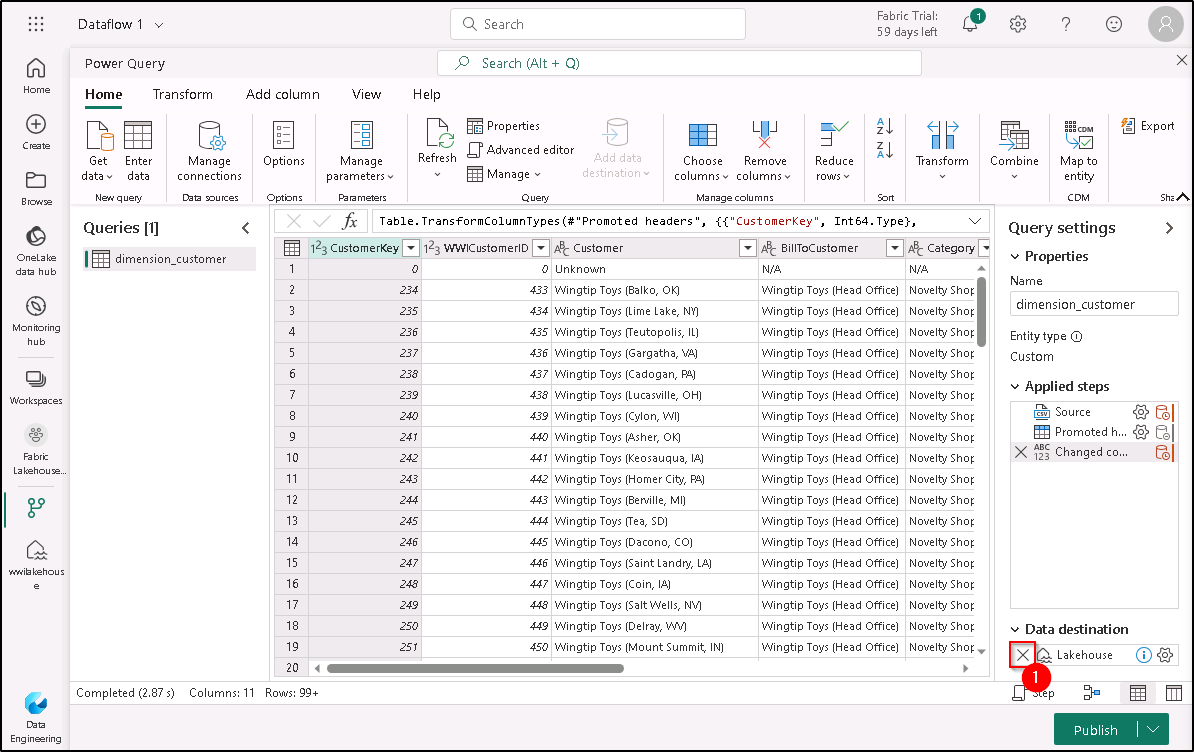 Dataflow 1
Search
Fabric Trial:
59 days left
1
Home
Create
Browse
OneLake
data hub
Monitoring
hub
Workspaces
Fabric
Lakehouse...
wwilakehous
e
Data
Engineering
Power Query
Search (Alt + Q)
Home
Transform
Add column
View
Help
Get
data
Enter
data
New query
Manage
connections
Data sources
Options
Options
Manage
parameters
Parameters
Refresh
Properties
Advanced editor
Manage
Add data
destination
Query
Choose
columns
Remove
columns
Manage columns
Reduce
rows
A
Z
Z
A
Sort
Transform
Combine
CDM
Map to
entity
CDM
Export
Sha
Queries [1]
dimension_customer
fx
Table.TransformColumnTypes(#"Promoted headers", {{"CustomerKey", Int64.Type},
123 CustomerKey 123 WWICustomerID ABC Customer ABC BillToCustomer ABC Category
1 0 0 Unknown N/A N/A
2 234 433 Wingtip Toys (Balko, OK) Wingtip Toys (Head Office) Novelty Shop
3 235 434 Wingtip Toys (Lime Lake, NY) Wingtip Toys (Head Office) Novelty Shop
4 236 435 Wingtip Toys (Teutopolis, IL) Wingtip Toys (Head Office) Novelty Shop
5 237 436 Wingtip Toys (Gargatha, VA) Wingtip Toys (Head Office) Novelty Shop
6 238 437 Wingtip Toys (Cadogan, PA) Wingtip Toys (Head Office) Novelty Shop
7 239 438 Wingtip Toys (Lucasville, OH) Wingtip Toys (Head Office) Novelty Shop
8 240 439 Wingtip Toys (Cylon, WI) Wingtip Toys (Head Office) Novelty Shop
9 241 440 Wingtip Toys (Asher, OK) Wingtip Toys (Head Office) Novelty Shop
10 242 441 Wingtip Toys (Keosauqua, IA) Wingtip Toys (Head Office) Novelty Shop
11 243 442 Wingtip Toys (Homer City, PA) Wingtip Toys (Head Office) Novelty Shop
12 244 443 Wingtip Toys (Berville, MI) Wingtip Toys (Head Office) Novelty Shop
13 245 444 Wingtip Toys (Tea, SD) Wingtip Toys (Head Office) Novelty Shop
14 246 445 Wingtip Toys (Dacono, CO) Wingtip Toys (Head Office) Novelty Shop
15 247 446 Wingtip Toys (Saint Landry, LA) Wingtip Toys (Head Office) Novelty Shop
16 248 447 Wingtip Toys (Coin, IA) Wingtip Toys (Head Office) Novelty Shop
17 249 448 Wingtip Toys (Salt Wells, NV) Wingtip Toys (Head Office) Novelty Shop
18 250 449 Wingtip Toys (Delray, WV) Wingtip Toys (Head Office) Novelty Shop
19 251 450 Wingtip Toys (Mount Summit, IN) Wingtip Toys (Head Office) Novelty Shop
20
Completed (2.87 s) Columns: 11 Rows: 99+
Query settings
Properties
Name
dimension_customer
Entity type
Custom
Applied steps
CSV Source
Promoted h...
ABC
123 Changed co...
Data destination
Lakehouse
1
Step
Publish